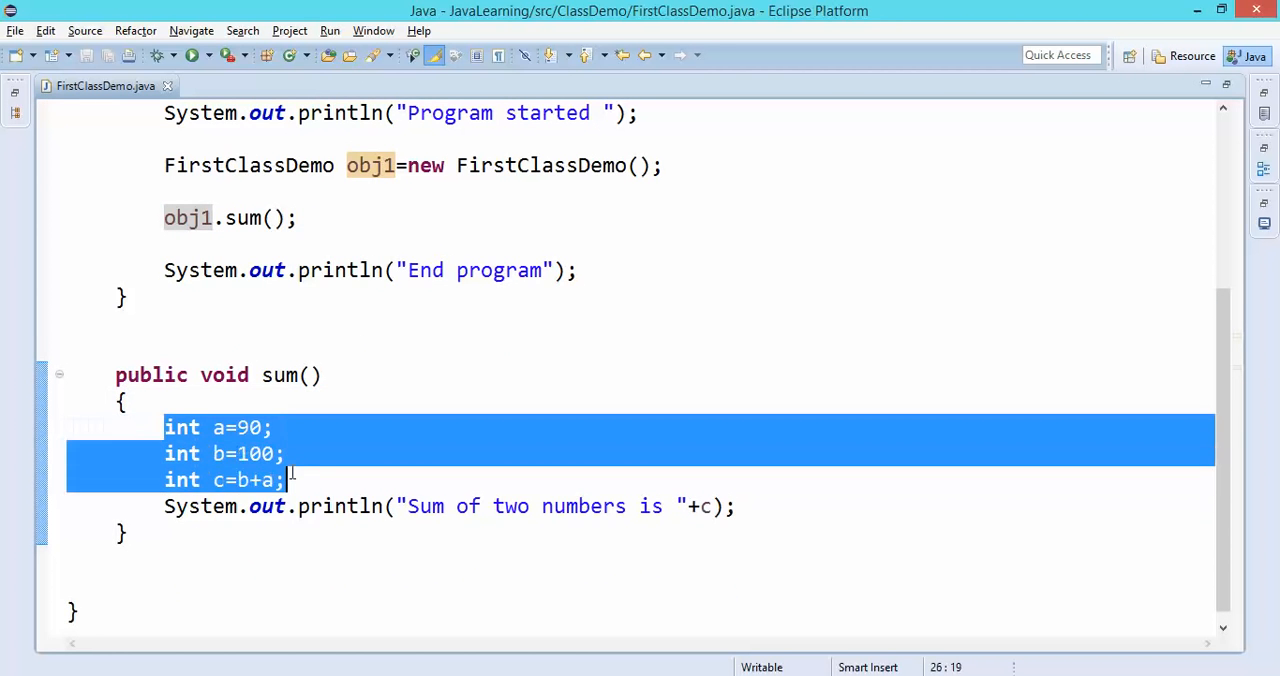 Java - JavaLearning/src/ClassDemo/FirstClassDemo.java - Eclipse Platform
File Edit Source Refactor Navigate Search Project Run Window Help
Quick Access Resource Java
FirstClassDemo.java
System.out.println("Program started ");
FirstClassDemo obj1=new FirstClassDemo();
obj1.sum();
System.out.println("End program");
}
public void sum()
{
int a=90;
int b=100;
int c=b+a;
System.out.println("Sum of two numbers is "+c);
}
}
Writable Smart Insert 26 : 19